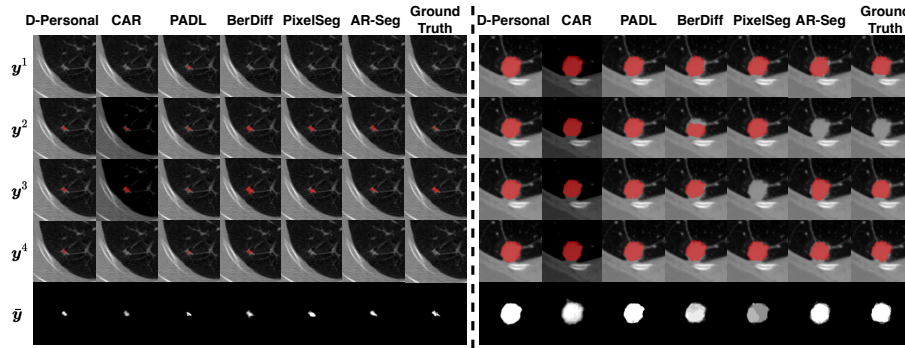 D-Personal CAR PADL BerDiff PixelSeg AR-Seg Ground Truth
D-Personal CAR PADL BerDiff PixelSeg AR-Seg Ground Truth
y¹
y²
y³
y⁴
ȳ